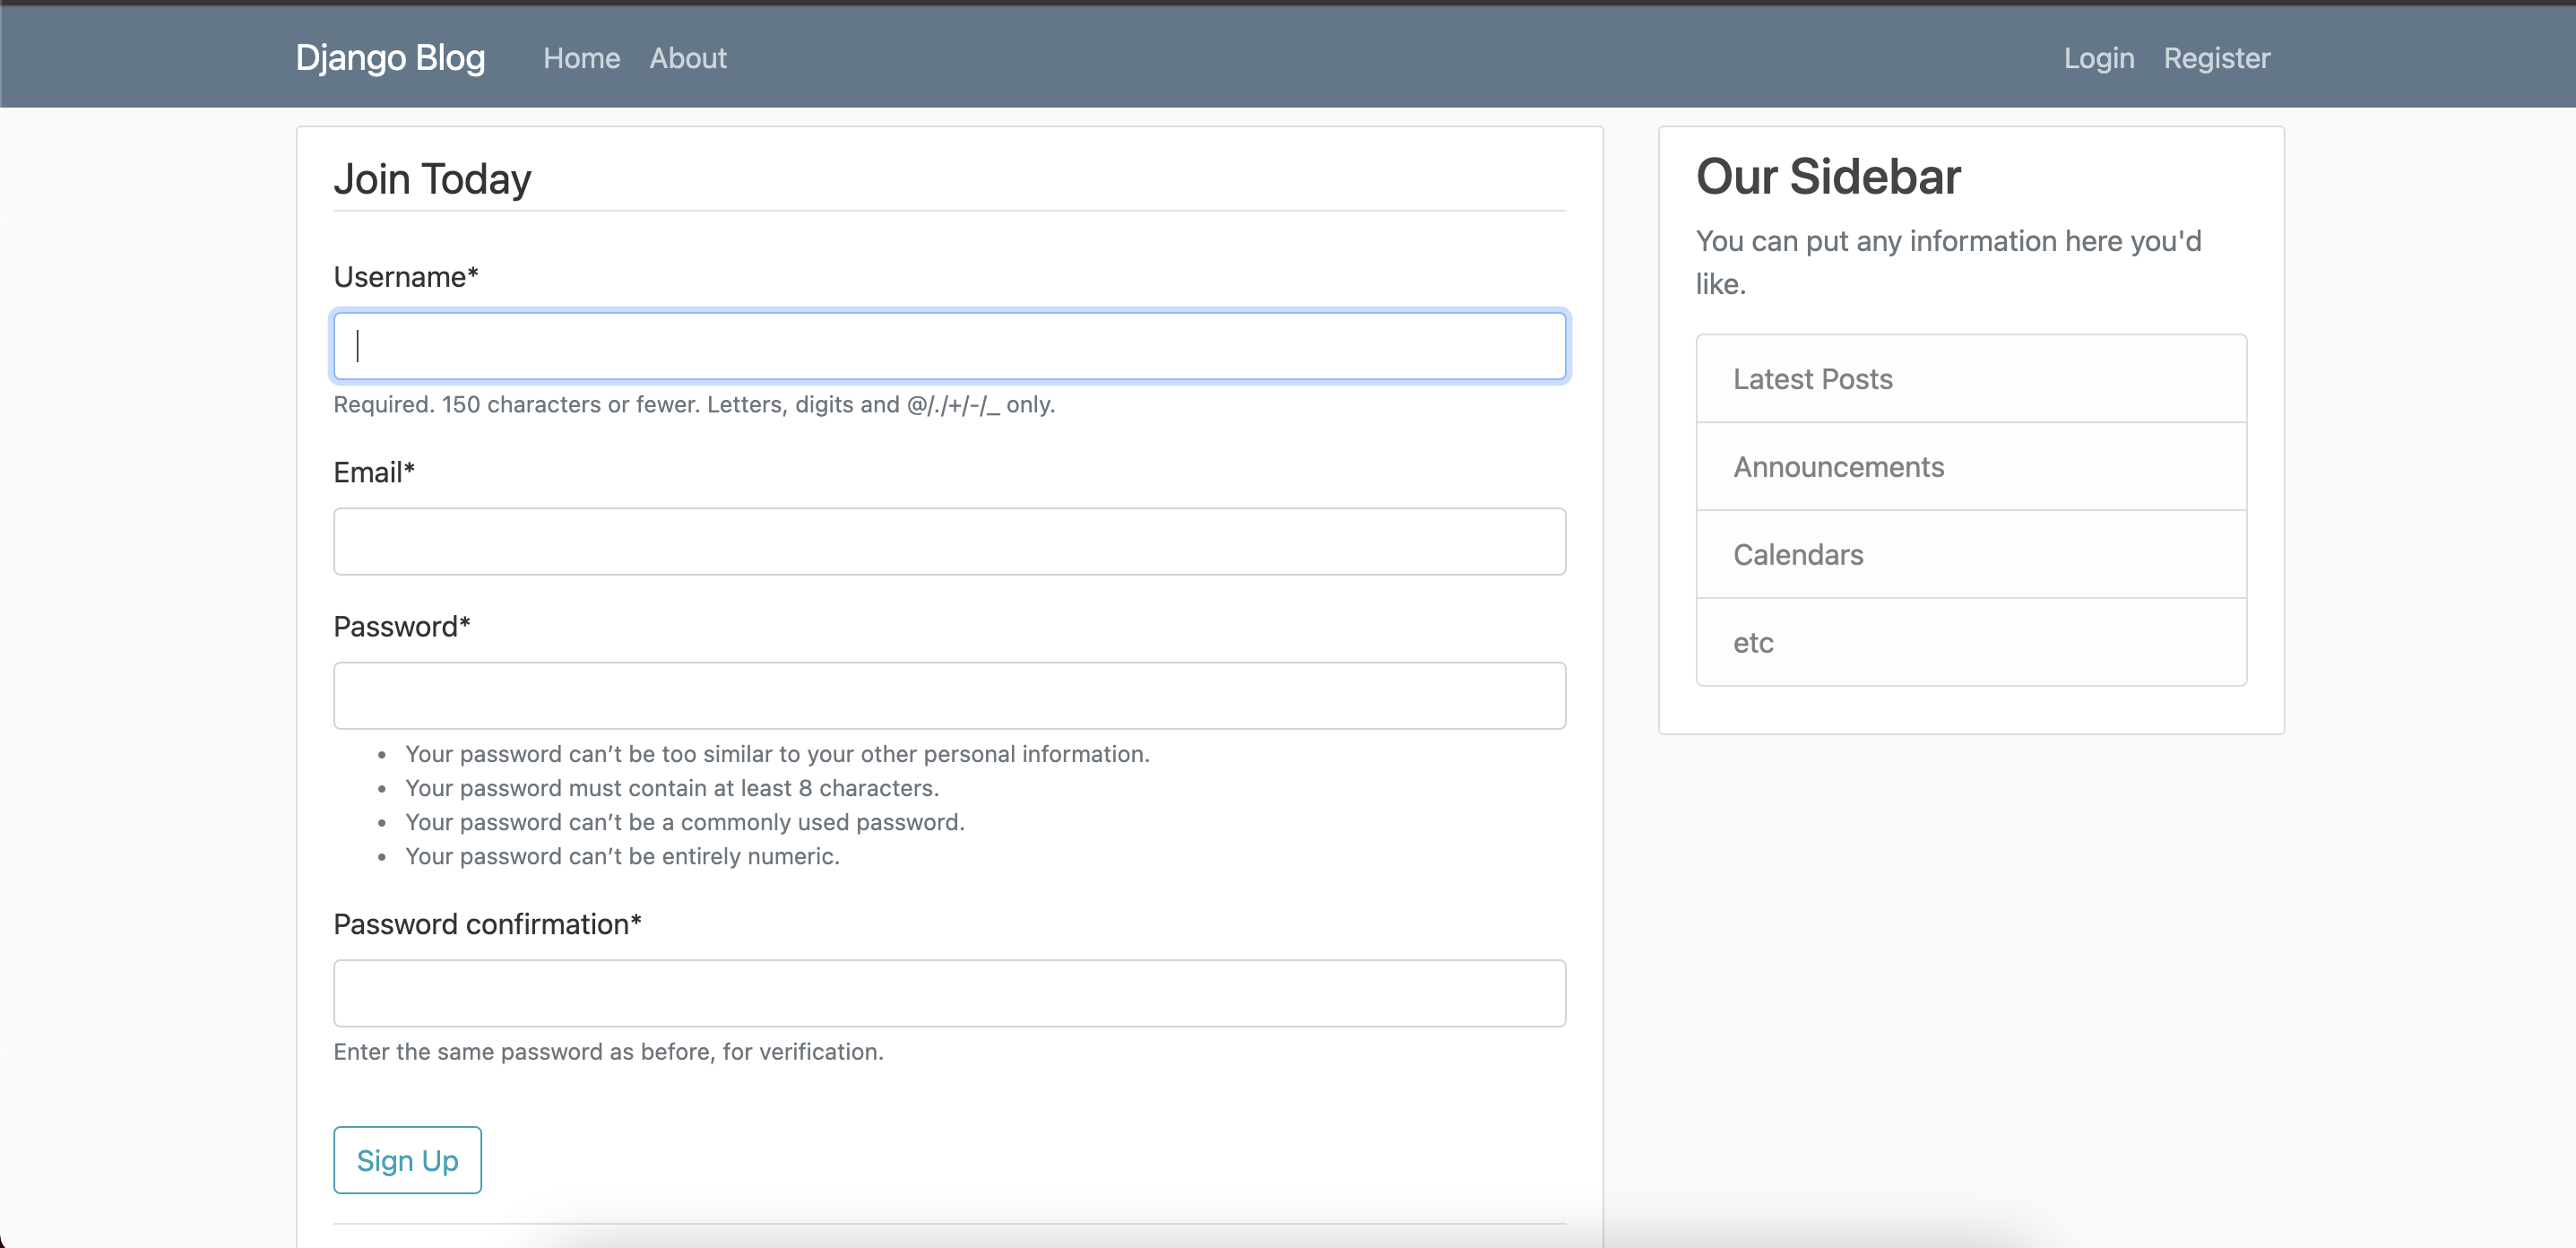 Django Blog Home About Login Register
Join Today
Username*
Required. 150 characters or fewer. Letters, digits and @/./+/-/_ only.
Email*
Password*
Your password can’t be too similar to your other personal information.
Your password must contain at least 8 characters.
Your password can’t be a commonly used password.
Your password can’t be entirely numeric.
Password confirmation*
Enter the same password as before, for verification.
Sign Up
Our Sidebar
You can put any information here you'd
like.
Latest Posts
Announcements
Calendars
etc